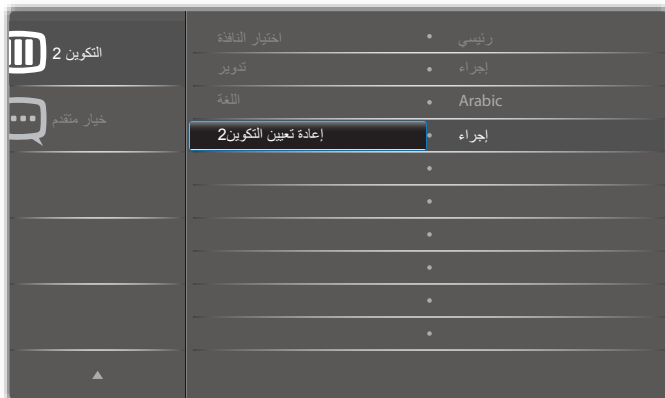 التكوين 2
خيار متقدم
اختيار النافذة • رئيسي
تدوير • إجراء
اللغة • Arabic
إعادة تعيين التكوين2 • إجراء